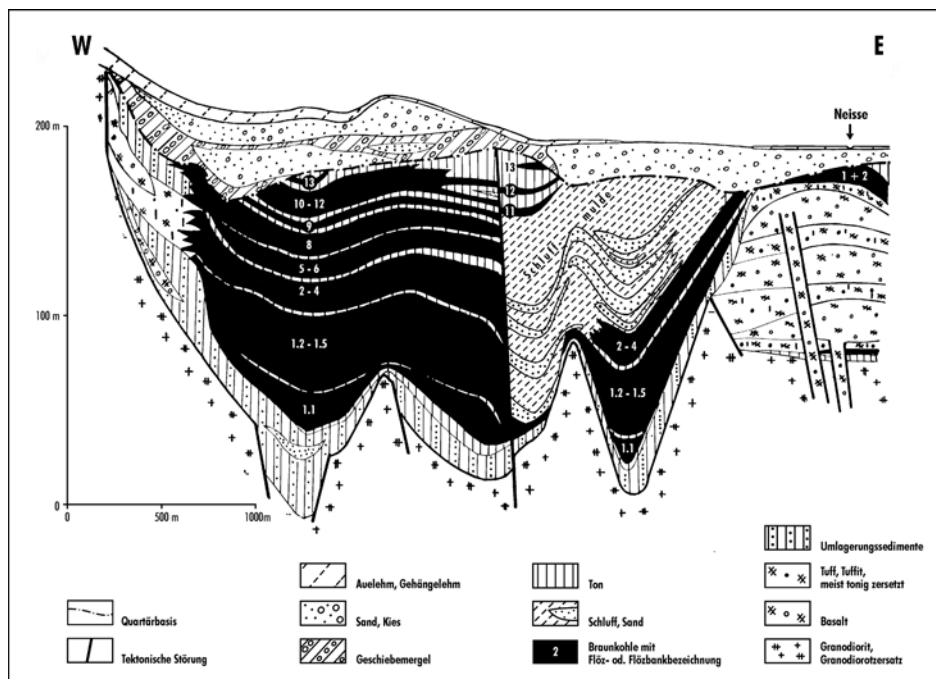 W
E
Neisse
200 m
13
13
1 + 2
12
10 - 12
11
9
8
Schluff-
mulde
5 - 6
2 - 4
100 m
2 - 4
1.2 - 1.5
1.2 - 1.5
1.1
1.1
0
0
500 m
1000m
Umlagerungssedimente
Auelehm, Gehängelehm
Ton
Tuff, Tuffit,
meist tonig zersetzt
Quartärbasis
Sand, Kies
Schluff, Sand
Basalt
Tektonische Störung
Geschiebemergel
2
Braunkohle mit
Flöz- od. Flözbankbezeichnung
Granodiorit,
Granodiorotzersatz